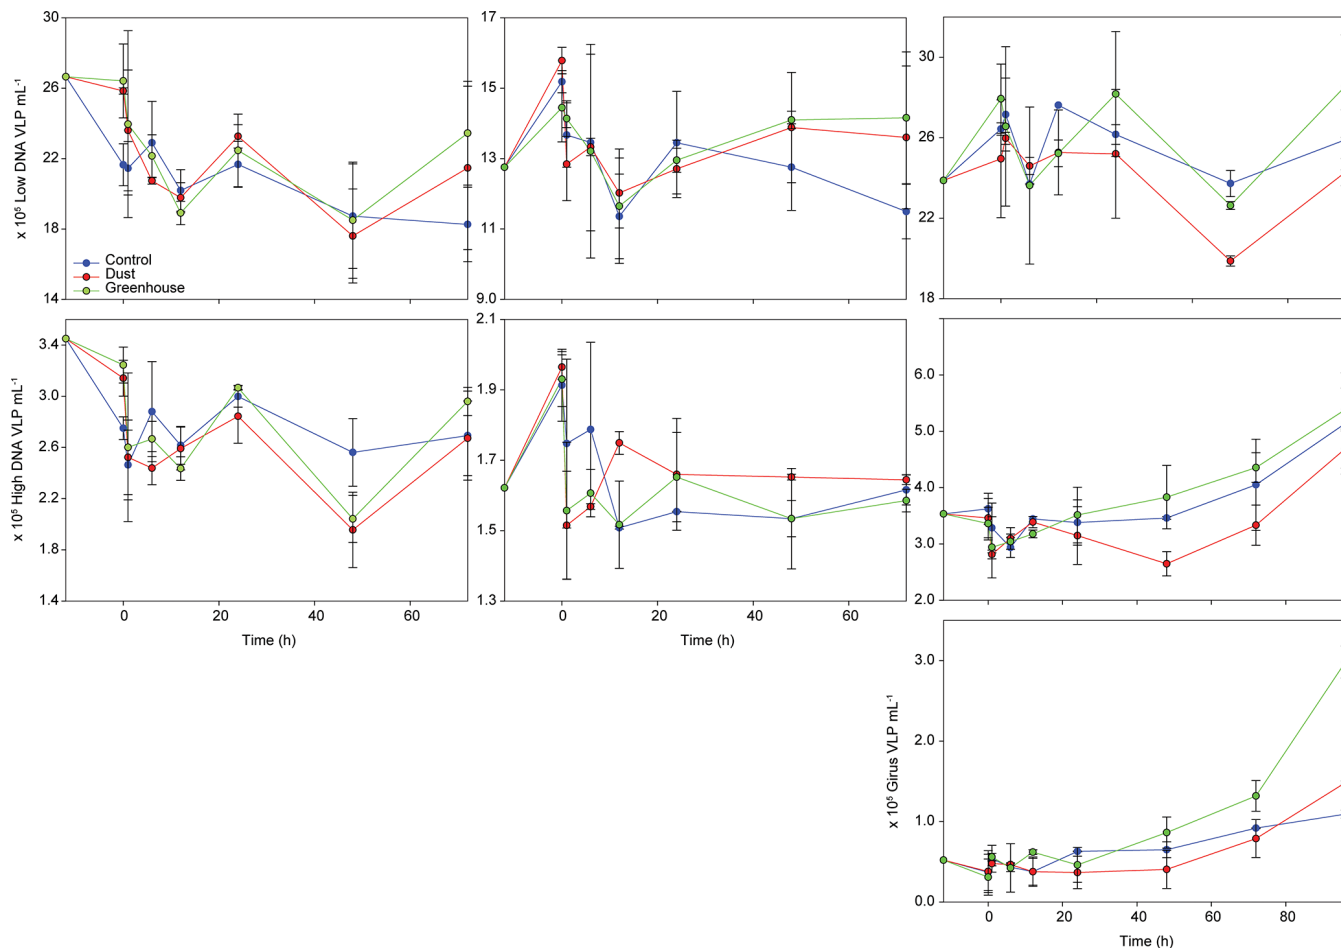 30
26
22
18
14
x 10⁵ Low DNA VLP mL⁻¹
Control
Dust
Greenhouse
17
15
13
11
9.0
30
26
22
18
3.4
3.0
2.6
2.2
1.8
1.4
x 10⁵ High DNA VLP mL⁻¹
0 20 40 60
Time (h)
2.1
1.9
1.7
1.5
1.3
0 20 40 60
Time (h)
6.0
5.0
4.0
3.0
2.0
3.0
2.0
1.0
0.0
x 10⁵ Girus VLP mL⁻¹
0 20 40 60 80
Time (h)